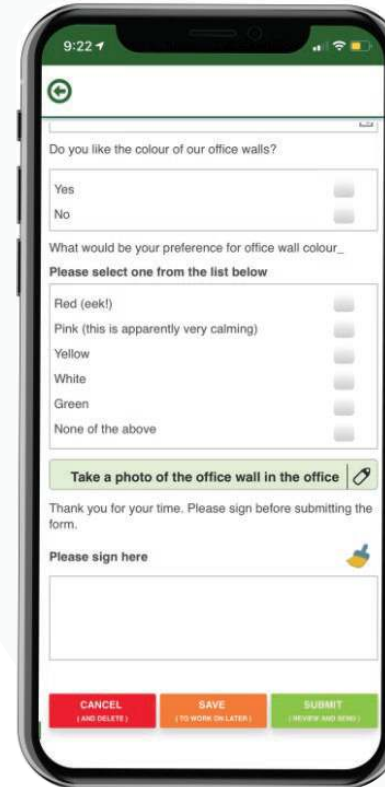 9:22
Do you like the colour of our office walls?
Yes
No
What would be your preference for office wall colour_
Please select one from the list below
Red (eek!)
Pink (this is apparently very calming)
Yellow
White
Green
None of the above
Take a photo of the office wall in the office
Thank you for your time. Please sign before submitting the
form.
Please sign here
CANCEL
( AND DELETE )
SAVE
( TO WORK ON LATER )
SUBMIT
( REVIEW AND SEND )